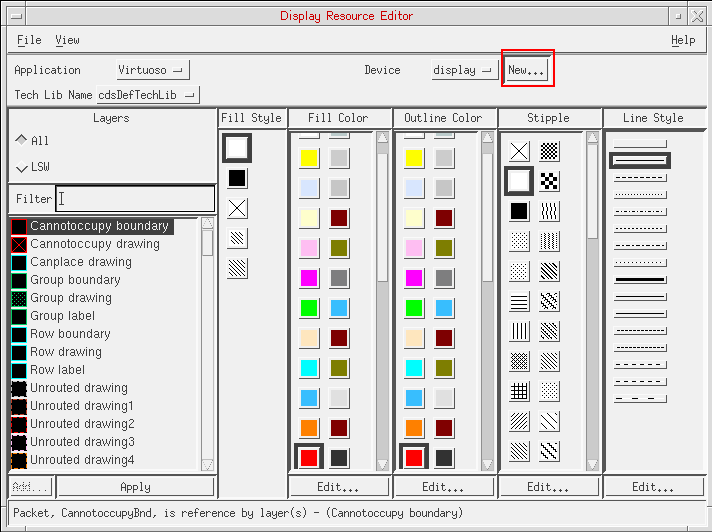 Display Resource Editor
File View Help
Application Virtuoso Device display New...
Tech Lib Name cdsDefTechLib
Layers Fill Style Fill Color Outline Color Stipple Line Style
All
LSW
Filter
Cannotoccupy boundary
Cannotoccupy drawing
Canplace drawing
Group boundary
Group drawing
Group label
Row boundary
Row drawing
Row label
Unrouted drawing
Unrouted drawing1
Unrouted drawing2
Unrouted drawing3
Unrouted drawing4
Add... Apply Edit... Edit... Edit... Edit...
Packet, CannotoccupyBnd, is reference by layer(s) - (Cannotoccupy boundary)